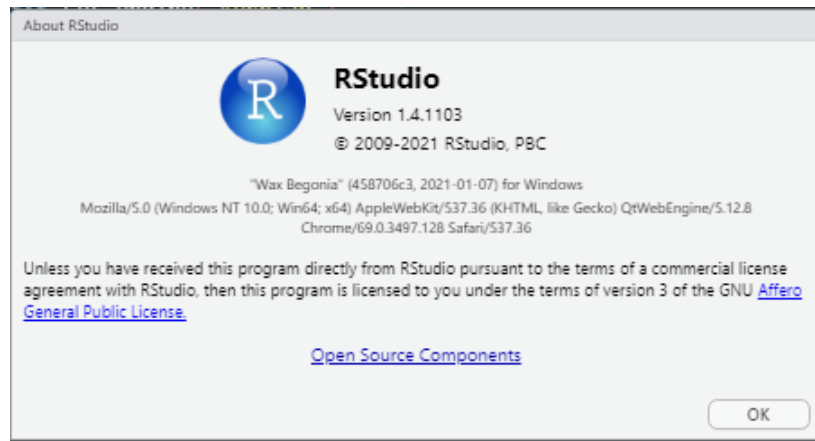 About RStudio
R
RStudio
Version 1.4.1103
© 2009-2021 RStudio, PBC
"Wax Begonia" (458706c3, 2021-01-07) for Windows
Mozilla/5.0 (Windows NT 10.0; Win64; x64) AppleWebKit/537.36 (KHTML, like Gecko) QtWebEngine/5.12.8
Chrome/69.0.3497.128 Safari/537.36
Unless you have received this program directly from RStudio pursuant to the terms of a commercial license
agreement with RStudio, then this program is licensed to you under the terms of version 3 of the GNU Affero
General Public License.
Open Source Components
OK